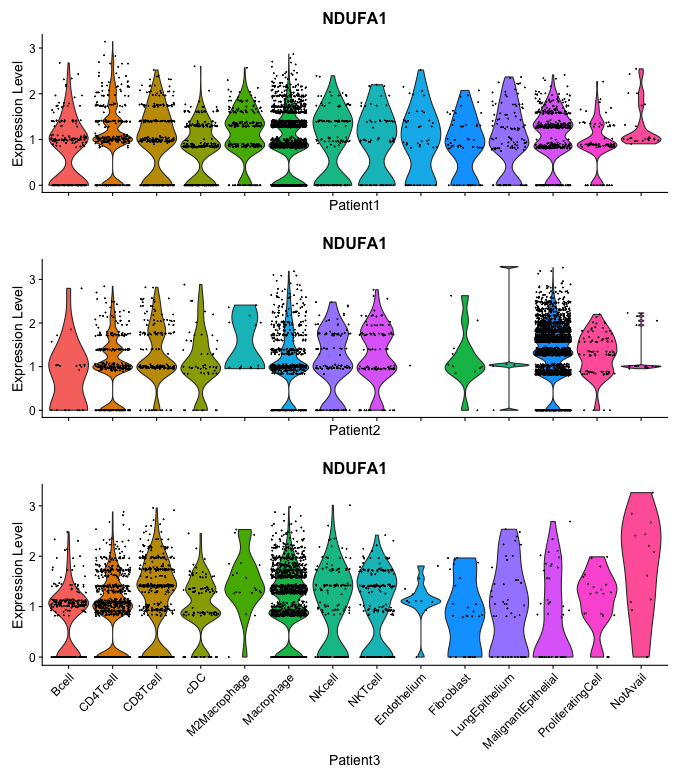 NDUFA1
Expression Level
3
2
1
0
Patient1
NDUFA1
Expression Level
3
2
1
0
Patient2
NDUFA1
Expression Level
3
2
1
0
Bcell
CD4Tcell
CD8Tcell
cDC
M2Macrophage
Macrophage
NKcell
NKTcell
Endothelium
Fibroblast
LungEpithelium
MalignantEpithelial
ProliferatingCell
NotAvail
Patient3